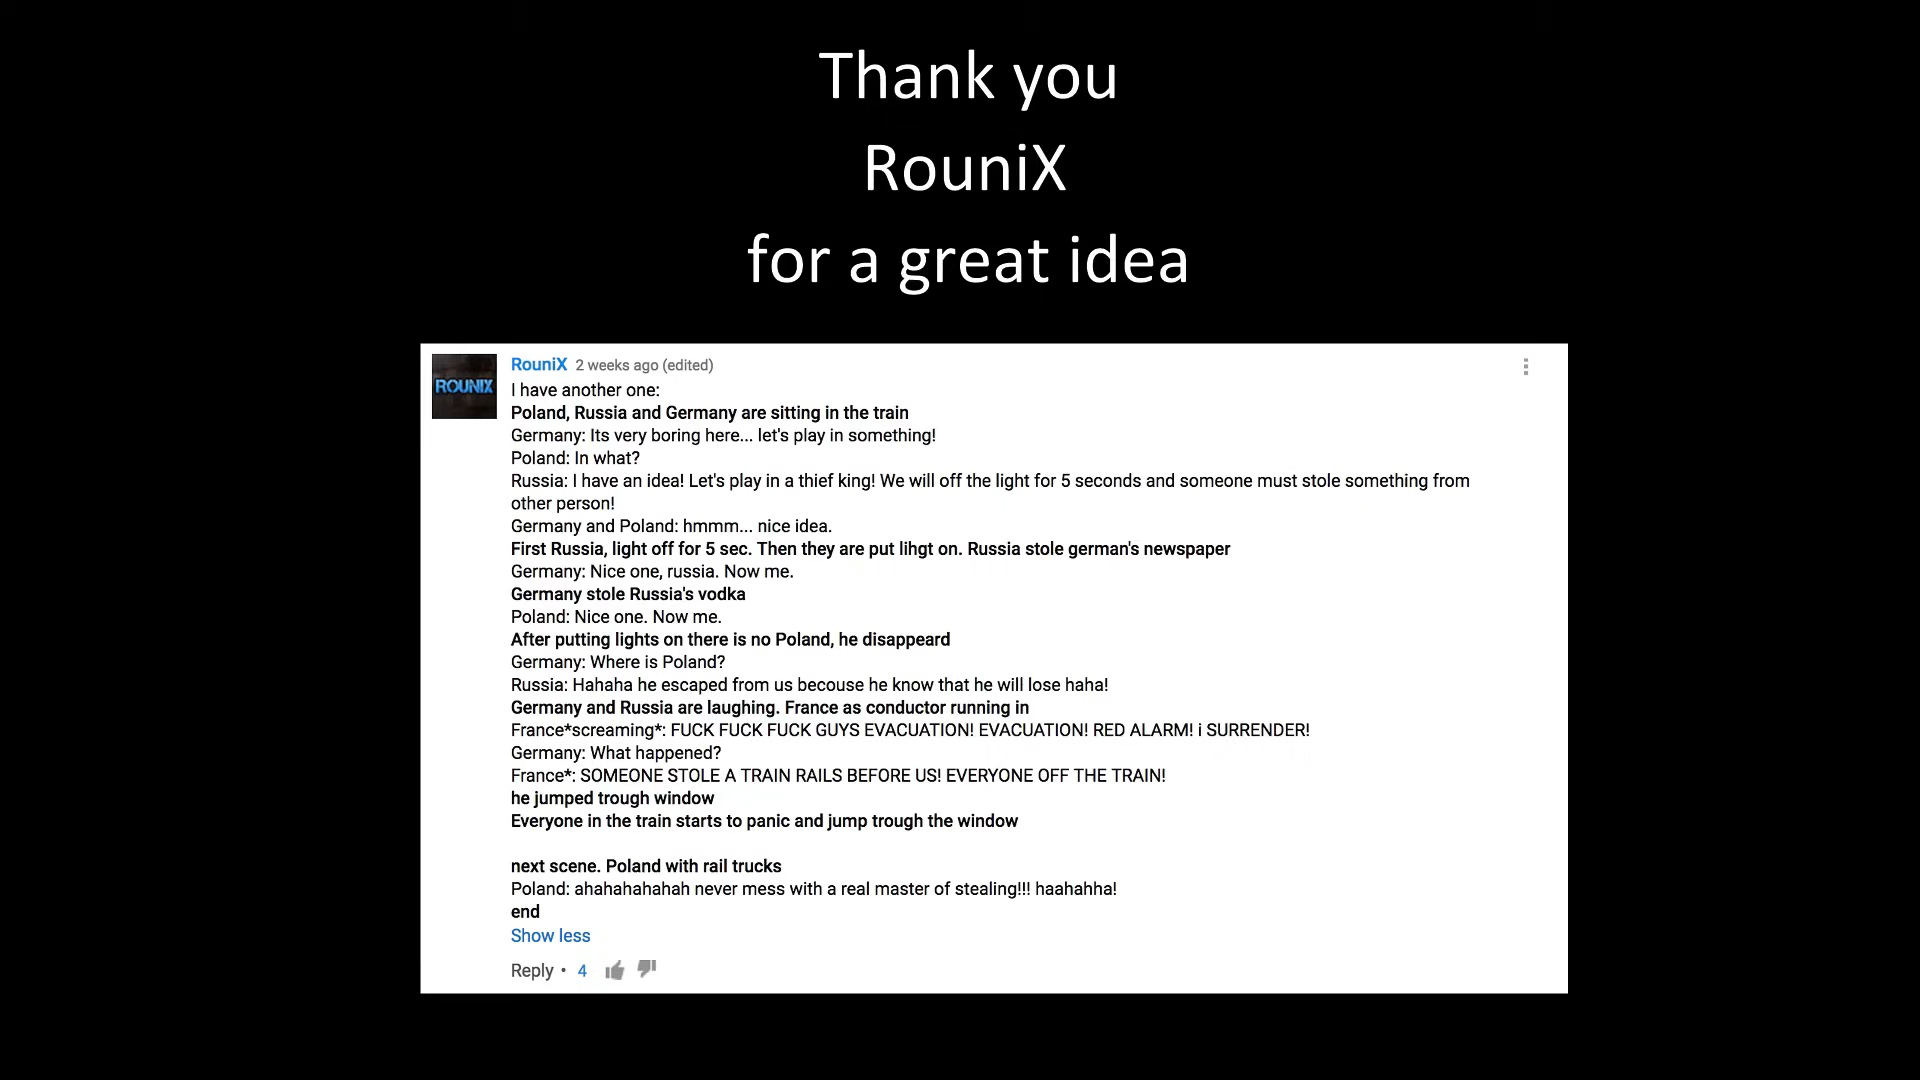 Thank you
RouniX
for a great idea
ROUNIX
RouniX 2 weeks ago (edited)
I have another one:
Poland, Russia and Germany are sitting in the train
Germany: Its very boring here... let's play in something!
Poland: In what?
Russia: I have an idea! Let's play in a thief king! We will off the light for 5 seconds and someone must stole something from
other person!
Germany and Poland: hmmm... nice idea.
First Russia, light off for 5 sec. Then they are put lihgt on. Russia stole german's newspaper
Germany: Nice one, russia. Now me.
Germany stole Russia's vodka
Poland: Nice one. Now me.
After putting lights on there is no Poland, he disappeard
Germany: Where is Poland?
Russia: Hahaha he escaped from us becouse he know that he will lose haha!
Germany and Russia are laughing. France as conductor running in
France*screaming*: FUCK FUCK FUCK GUYS EVACUATION! EVACUATION! RED ALARM! i SURRENDER!
Germany: What happened?
France*: SOMEONE STOLE A TRAIN RAILS BEFORE US! EVERYONE OFF THE TRAIN!
he jumped trough window
Everyone in the train starts to panic and jump trough the window
next scene. Poland with rail trucks
Poland: ahahahahahah never mess with a real master of stealing!!! haahahha!
end
Show less
Reply • 4